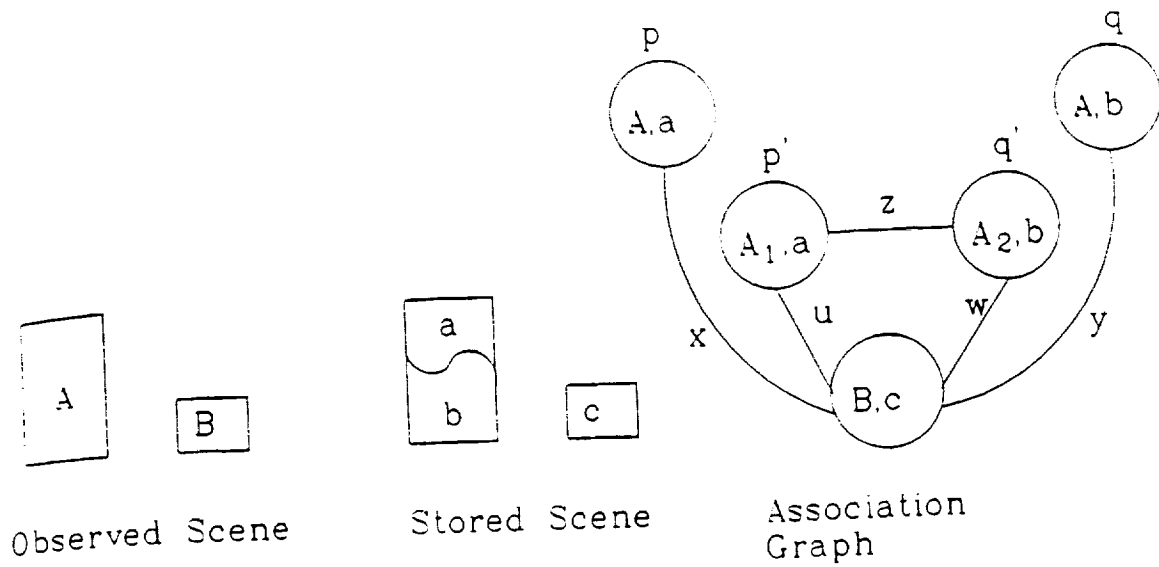 p
q
A,a
A,b
p'
q'
z
A₁,a
A₂,b
x
u
w
y
B,c
A
B
a
b
c
Observed Scene
Stored Scene
Association
Graph